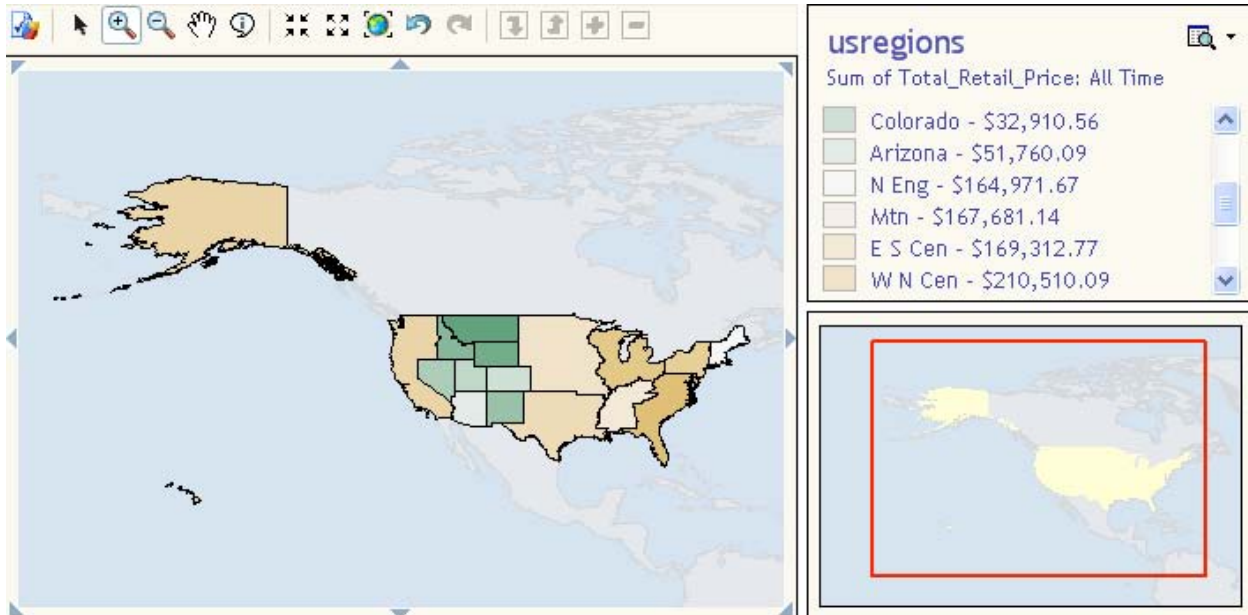 usregions
Sum of Total_Retail_Price: All Time
Colorado - $32,910.56
Arizona - $51,760.09
N Eng - $164,971.67
Mtn - $167,681.14
E S Cen - $169,312.77
W N Cen - $210,510.09